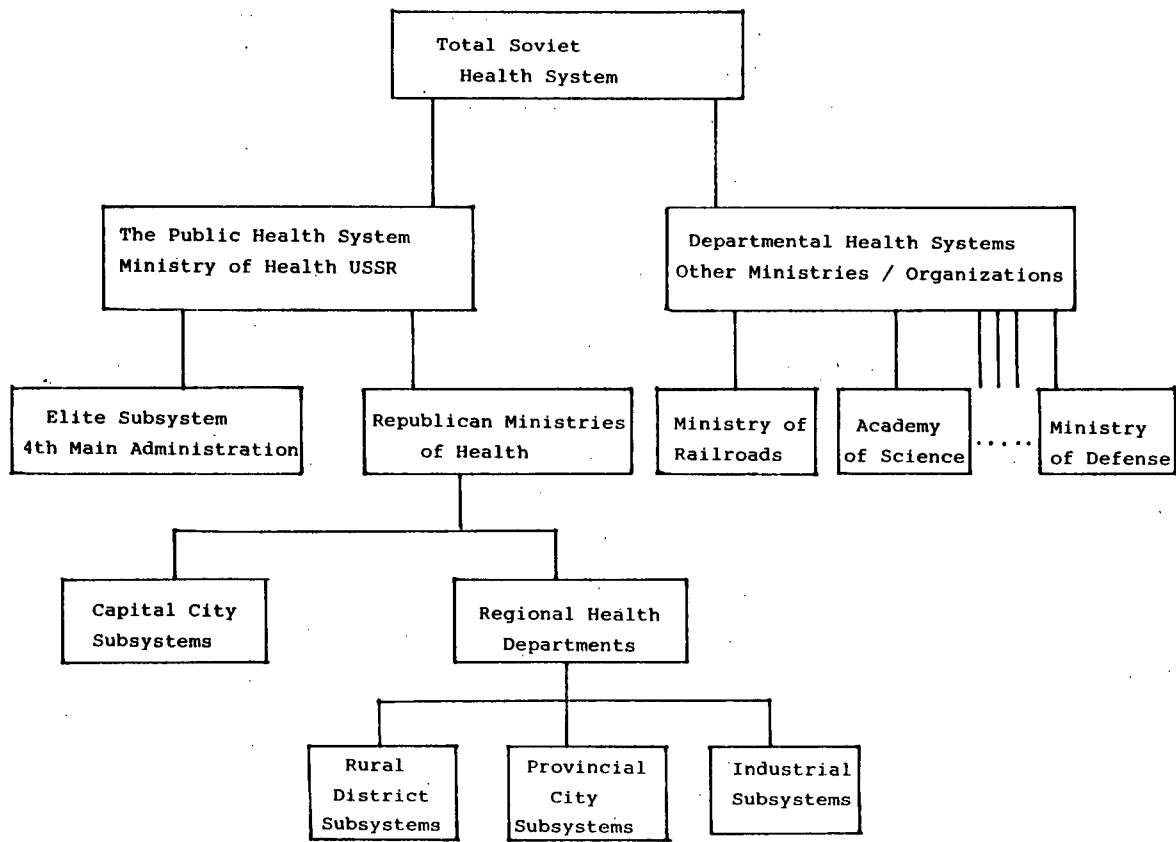 Total Soviet
Health System
The Public Health System
Ministry of Health USSR
Departmental Health Systems
Other Ministries / Organizations
Elite Subsystem
4th Main Administration
Republican Ministries
of Health
Ministry of
Railroads
Academy
of Science
.....
Ministry
of Defense
Capital City
Subsystems
Regional Health
Departments
Rural
District
Subsystems
Provincial
City
Subsystems
Industrial
Subsystems